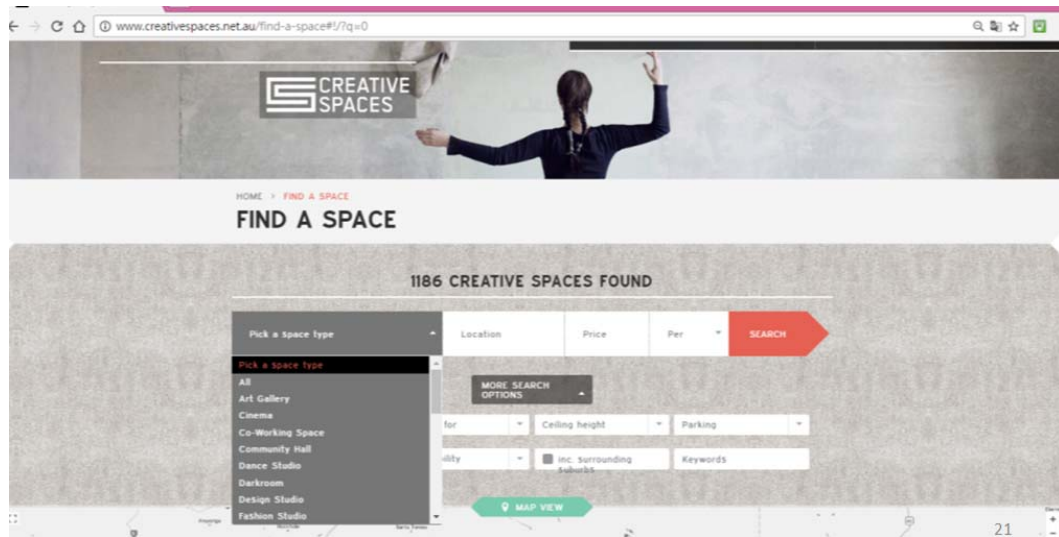 www.creativespaces.net.au/find-a-space#!/?q=0
CREATIVE
SPACES
HOME > FIND A SPACE
FIND A SPACE
1186 CREATIVE SPACES FOUND
Pick a space type
Location
Price
Per
SEARCH
Pick a space type
All
Art Gallery
Cinema
Co-Working Space
Community Hall
Dance Studio
Darkroom
Design Studio
Fashion Studio
MORE SEARCH
OPTIONS
for
Ceiling height
Parking
ility
inc. surrounding
suburbs
Keywords
MAP VIEW
21